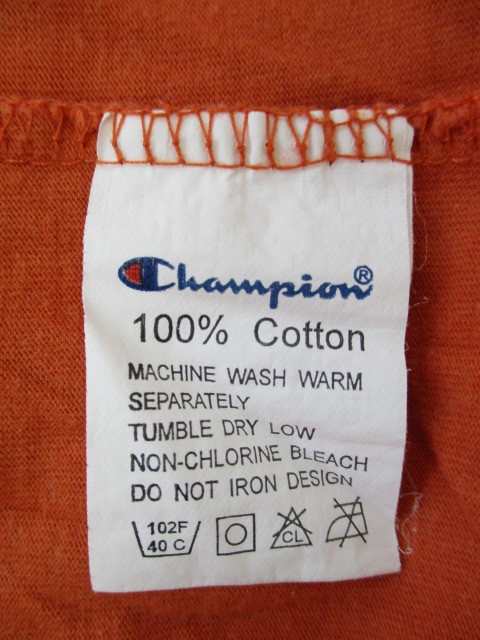 Champion®
100% Cotton
MACHINE WASH WARM
SEPARATELY
TUMBLE DRY LOW
NON-CHLORINE BLEACH
DO NOT IRON DESIGN
102F
40 C
CL